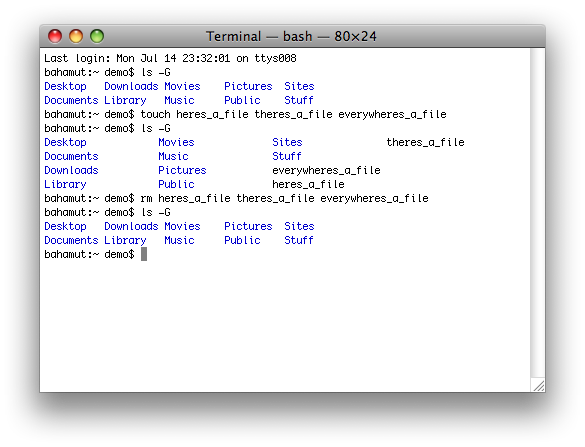 Terminal — bash — 80×24
Last login: Mon Jul 14 23:32:01 on ttys008
bahamut:~ demo$ ls -G
Desktop Downloads Movies Pictures Sites
Documents Library Music Public Stuff
bahamut:~ demo$ touch heres_a_file theres_a_file everywheres_a_file
bahamut:~ demo$ ls -G
Desktop Movies Sites theres_a_file
Documents Music Stuff
Downloads Pictures everywheres_a_file
Library Public heres_a_file
bahamut:~ demo$ rm heres_a_file theres_a_file everywheres_a_file
bahamut:~ demo$ ls -G
Desktop Downloads Movies Pictures Sites
Documents Library Music Public Stuff
bahamut:~ demo$